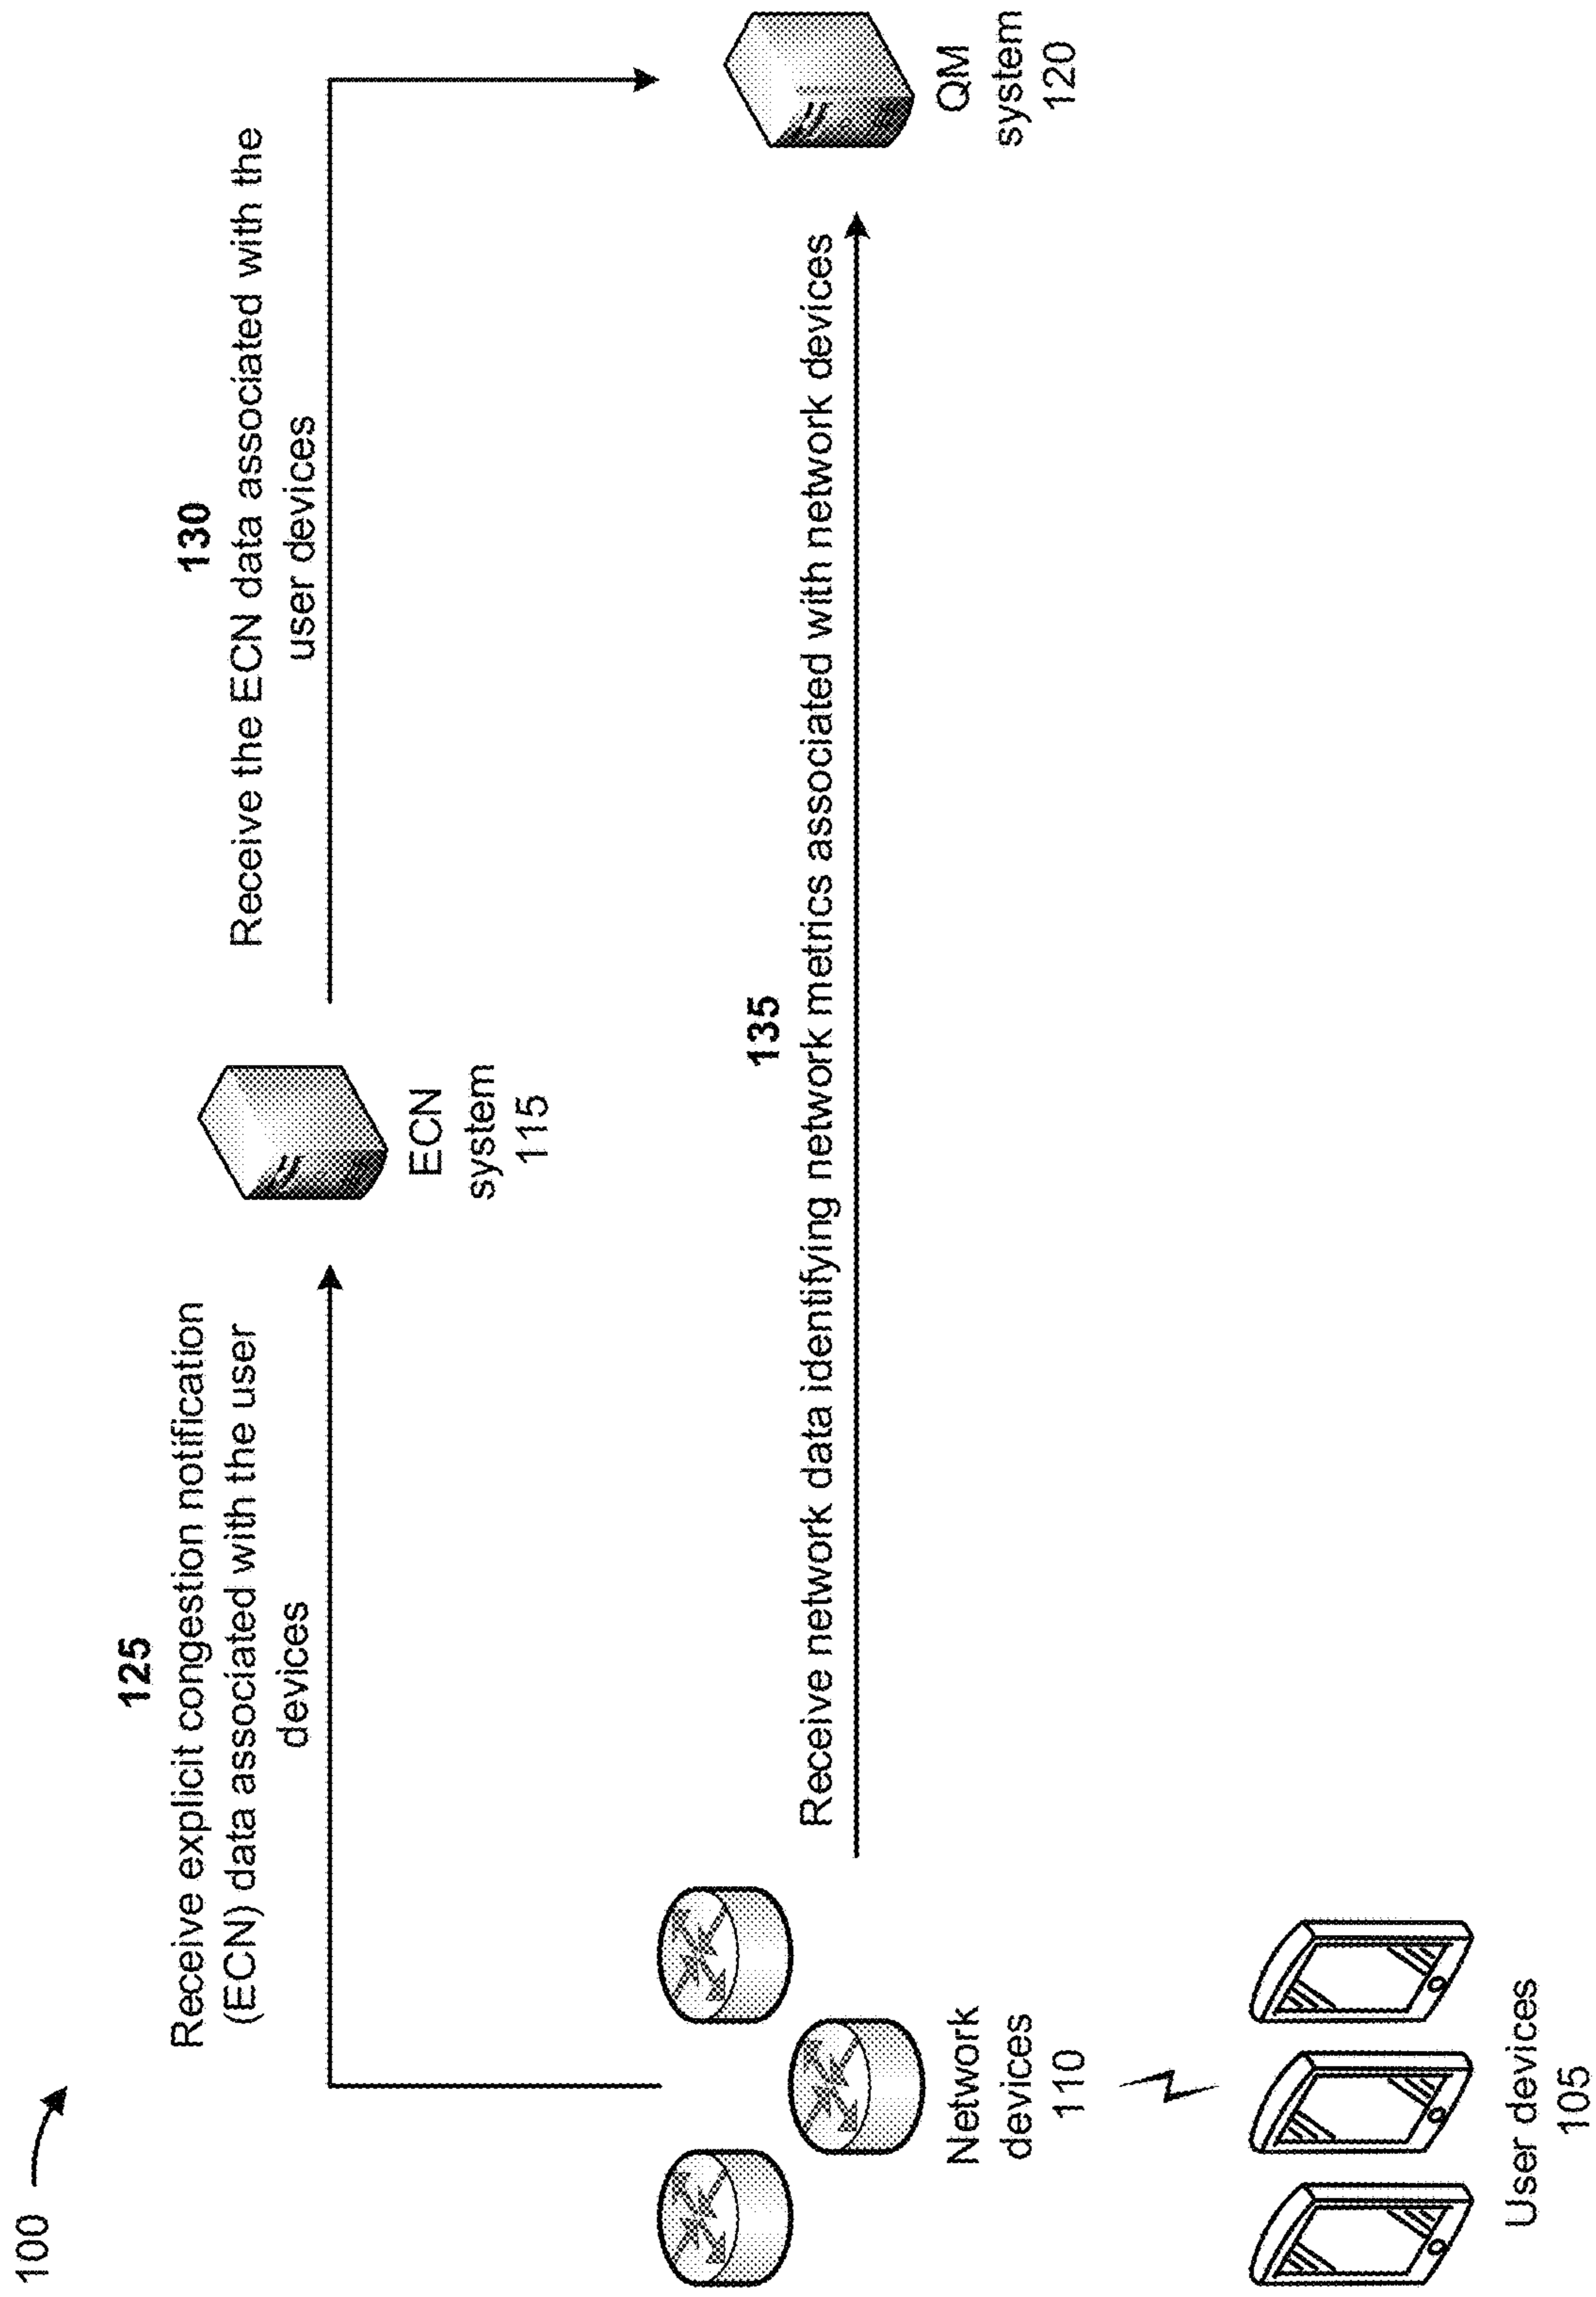 100
125
Receive explicit congestion notification
(ECN) data associated with the user
devices
130
Receive the ECN data associated with the
user devices
ECN
system
115
135
Receive network data identifying network metrics associated with network devices
Network
devices
110
QM
system
120
User devices
105